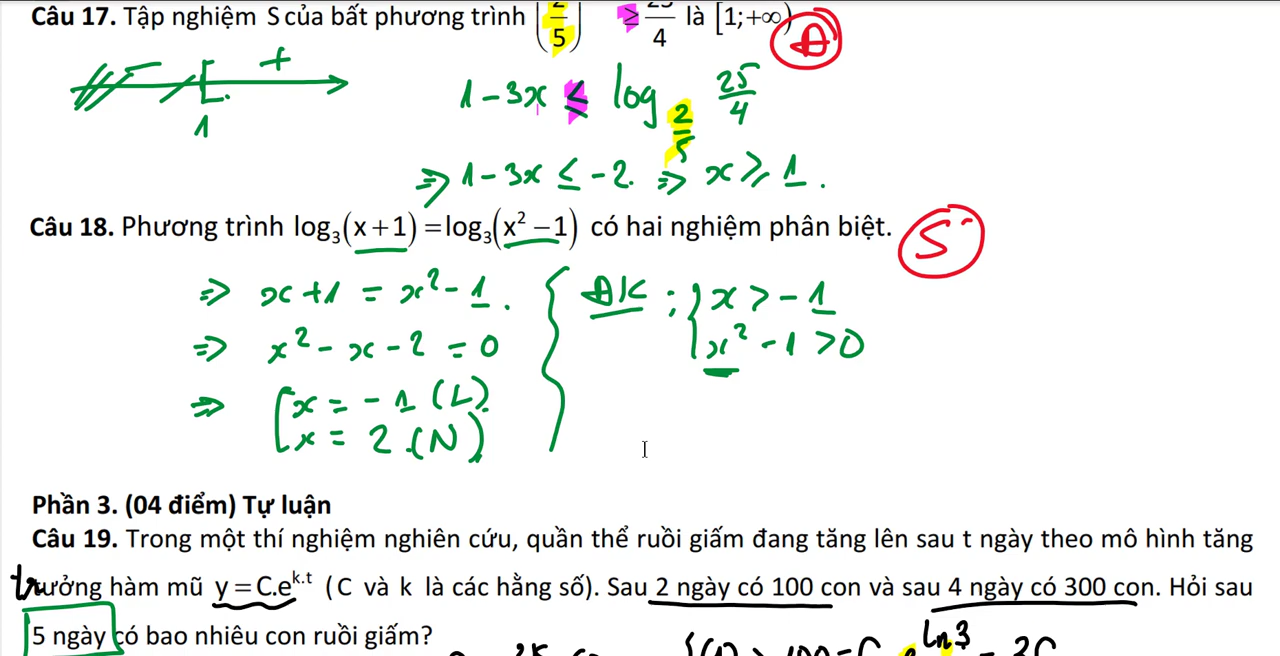 Câu 17. Tập nghiệm S của bất phương trình (2/5) ≥ 25/4 là [1;+∞) Đ
+
1
1 - 3x ≤ log_{2/5} 25/4
=> 1 - 3x ≤ -2. => x ≥ 1.
Câu 18. Phương trình log₃(x+1) = log₃(x² −1) có hai nghiệm phân biệt. S
=> x + 1 = x² - 1. ĐK: { x > -1
=> x² - x - 2 = 0 x² - 1 > 0
=> [ x = -1 (L)
x = 2 (N)
Phần 3. (04 điểm) Tự luận
Câu 19. Trong một thí nghiệm nghiên cứu, quần thể ruồi giấm đang tăng lên sau t ngày theo mô hình tăng
trưởng hàm mũ y = C.e^{k.t} (C và k là các hằng số). Sau 2 ngày có 100 con và sau 4 ngày có 300 con. Hỏi sau
5 ngày có bao nhiêu con ruồi giấm?
ln3